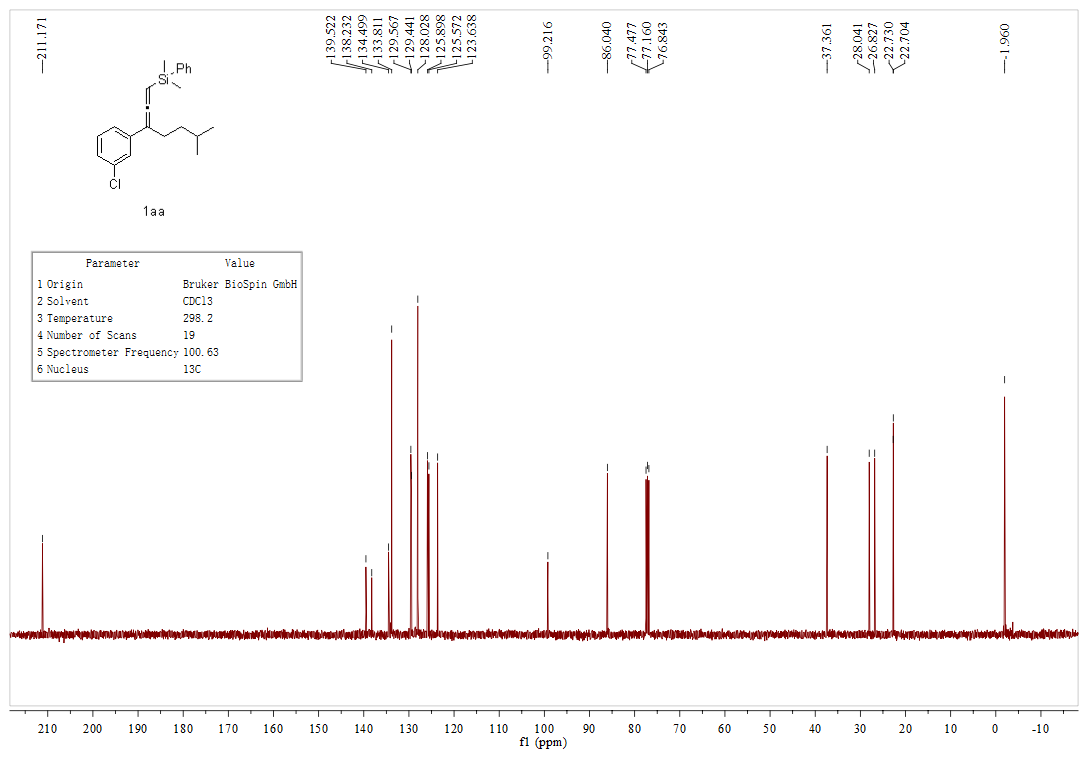 211.171
139.522
138.232
134.499
133.811
129.567
129.441
128.028
125.898
125.572
123.638
99.216
86.040
77.477
77.160
76.843
37.361
28.041
26.827
22.730
22.704
-1.960
Si
Ph
Cl
1aa
Parameter Value
1 Origin Bruker BioSpin GmbH
2 Solvent CDCl3
3 Temperature 298.2
4 Number of Scans 19
5 Spectrometer Frequency 100.63
6 Nucleus 13C
210 200 190 180 170 160 150 140 130 120 110 100 90 80 70 60 50 40 30 20 10 0 -10
f1 (ppm)